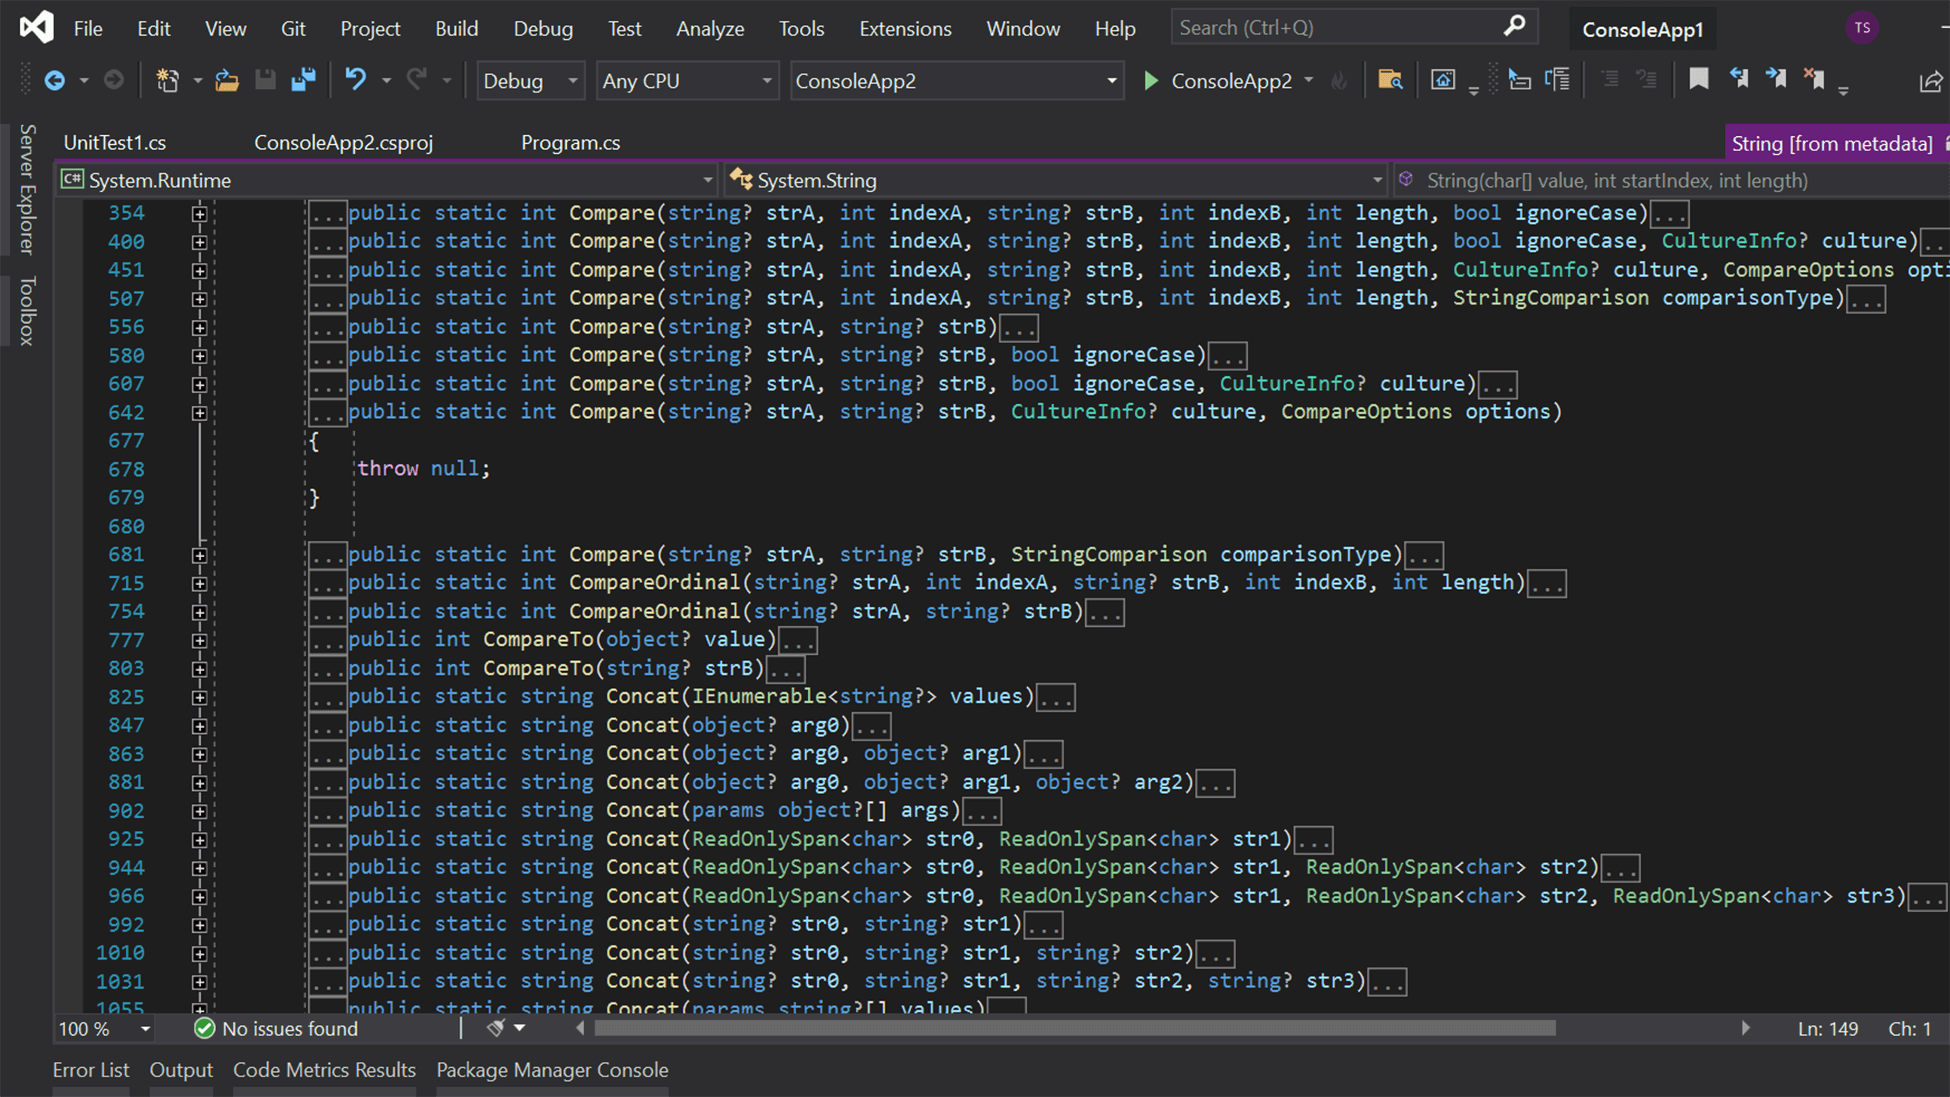 File Edit View Git Project Build Debug Test Analyze Tools Extensions Window Help Search (Ctrl+Q) ConsoleApp1 TS
Debug Any CPU ConsoleApp2 ConsoleApp2
Server Explorer
Toolbox
UnitTest1.cs ConsoleApp2.csproj Program.cs String [from metadata]
C# System.Runtime System.String String(char[] value, int startIndex, int length)
354 ...public static int Compare(string? strA, int indexA, string? strB, int indexB, int length, bool ignoreCase)...
400 ...public static int Compare(string? strA, int indexA, string? strB, int indexB, int length, bool ignoreCase, CultureInfo? culture)..
451 ...public static int Compare(string? strA, int indexA, string? strB, int indexB, int length, CultureInfo? culture, CompareOptions opti
507 ...public static int Compare(string? strA, int indexA, string? strB, int indexB, int length, StringComparison comparisonType)...
556 ...public static int Compare(string? strA, string? strB)...
580 ...public static int Compare(string? strA, string? strB, bool ignoreCase)...
607 ...public static int Compare(string? strA, string? strB, bool ignoreCase, CultureInfo? culture)...
642 ...public static int Compare(string? strA, string? strB, CultureInfo? culture, CompareOptions options)
677 {
678 throw null;
679 }
680
681 ...public static int Compare(string? strA, string? strB, StringComparison comparisonType)...
715 ...public static int CompareOrdinal(string? strA, int indexA, string? strB, int indexB, int length)...
754 ...public static int CompareOrdinal(string? strA, string? strB)...
777 ...public int CompareTo(object? value)...
803 ...public int CompareTo(string? strB)...
825 ...public static string Concat(IEnumerable<string?> values)...
847 ...public static string Concat(object? arg0)...
863 ...public static string Concat(object? arg0, object? arg1)...
881 ...public static string Concat(object? arg0, object? arg1, object? arg2)...
902 ...public static string Concat(params object?[] args)...
925 ...public static string Concat(ReadOnlySpan<char> str0, ReadOnlySpan<char> str1)...
944 ...public static string Concat(ReadOnlySpan<char> str0, ReadOnlySpan<char> str1, ReadOnlySpan<char> str2)...
966 ...public static string Concat(ReadOnlySpan<char> str0, ReadOnlySpan<char> str1, ReadOnlySpan<char> str2, ReadOnlySpan<char> str3)...
992 ...public static string Concat(string? str0, string? str1)...
1010 ...public static string Concat(string? str0, string? str1, string? str2)...
1031 ...public static string Concat(string? str0, string? str1, string? str2, string? str3)...
1055 ...public static string Concat(params string?[] values)...
100 % No issues found Ln: 149 Ch: 1
Error List Output Code Metrics Results Package Manager Console